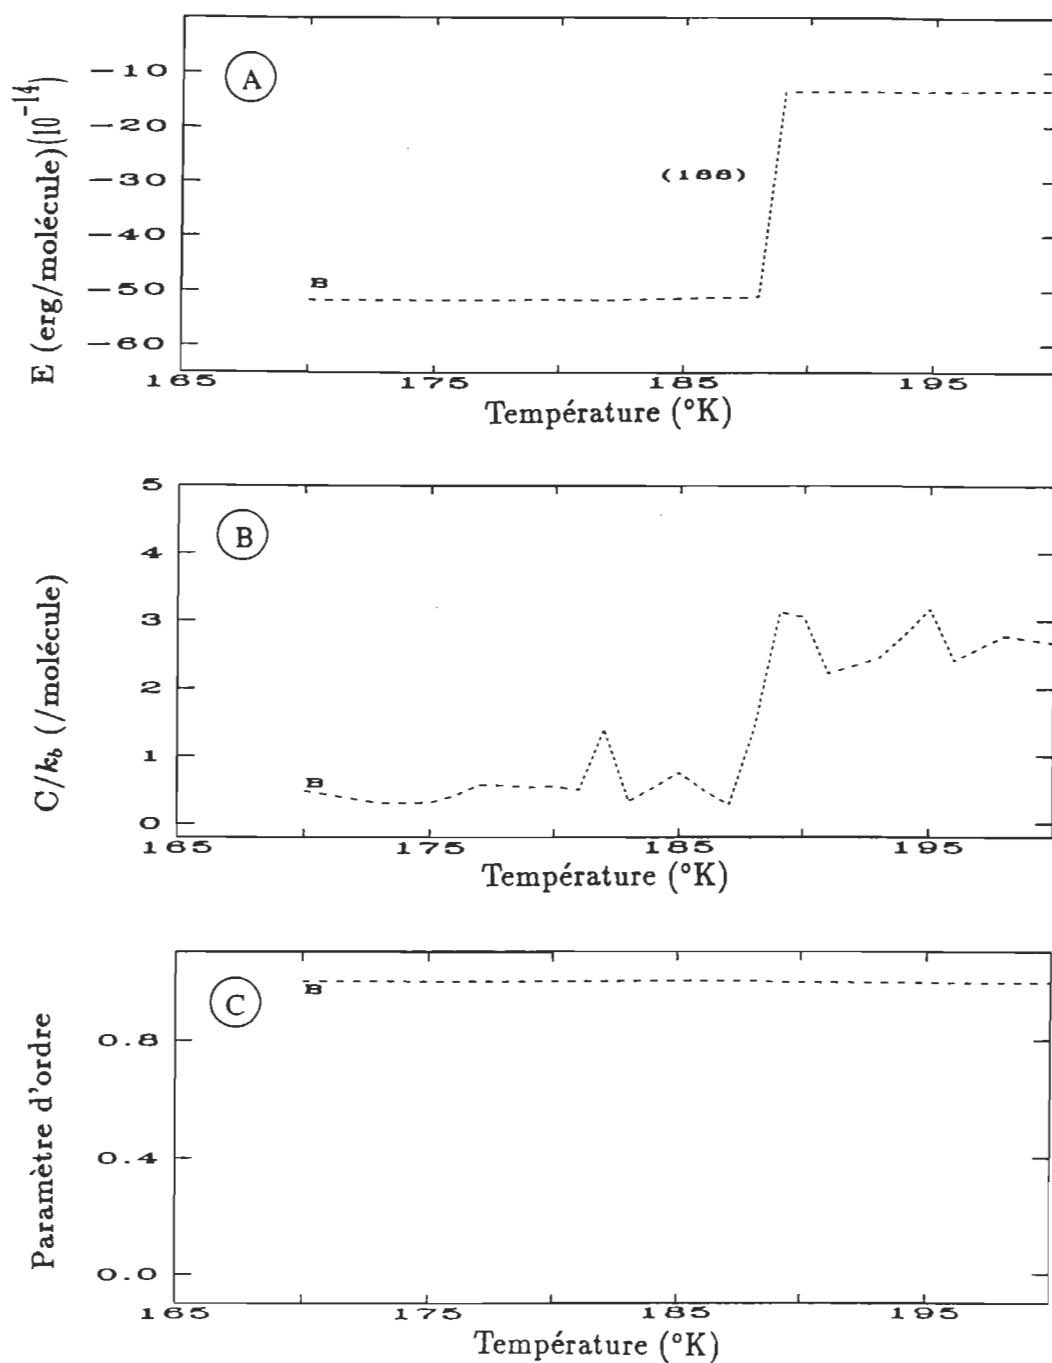 A
E (erg/molécule)(10⁻¹⁴)
−10
−20
−30
−40
−50
−60
(188)
B
165 175 185 195
Température (°K)
B
C/k_b (/molécule)
5
4
3
2
1
0
B
165 175 185 195
Température (°K)
C
Paramètre d'ordre
0.8
0.4
0.0
B
165 175 185 195
Température (°K)